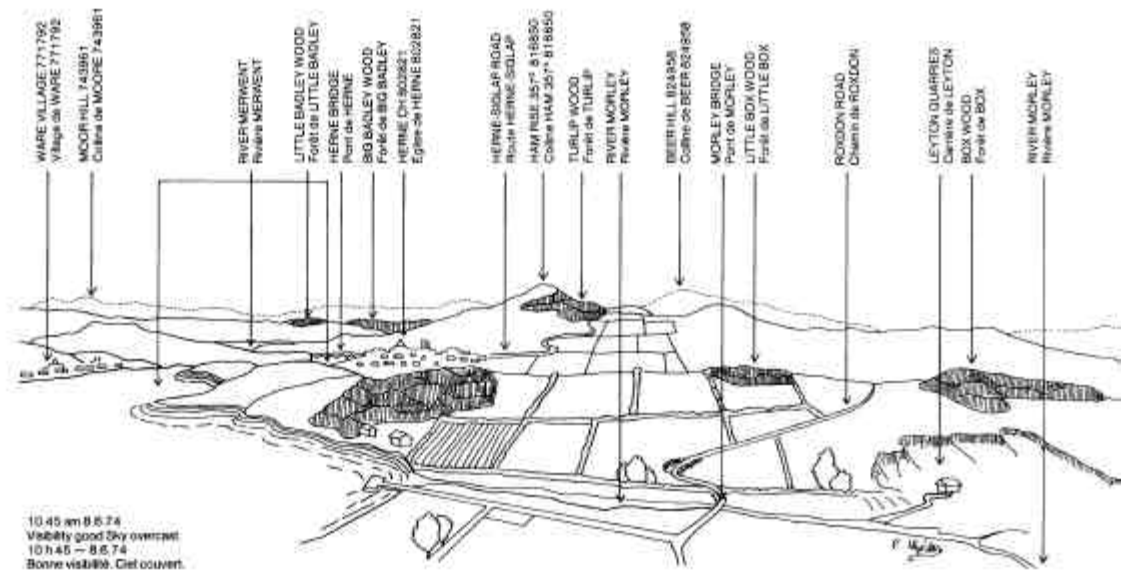 WARE VILLAGE 771792
Village de WARE 771792
MOOR HILL 743961
Colline de MOORE 743961
RIVER MERWENT
Rivière MERWENT
LITTLE BADLEY WOOD
Forêt de LITTLE BADLEY
HERNE BRIDGE
Pont de HERNE
BIG BADLEY WOOD
Forêt de BIG BADLEY
HERNE CH 802821
Eglise de HERNE 802821
HERNE-SIGLAP ROAD
Route HERNE-SIGLAP
HAM RISE 357° 816850
Colline HAM 357° 816850
TURLIP WOOD
Forêt de TURLIP
RIVER MORLEY
Rivière MORLEY
BEER HILL 824958
Colline de BEER 824958
MORLEY BRIDGE
Pont de MORLEY
LITTLE BOX WOOD
Forêt de LITTLE BOX
ROXDON ROAD
Chemin de ROXDON
LEYTON QUARRIES
Carrière de LEYTON
BOX WOOD
Forêt de BOX
RIVER MORLEY
Rivière MORLEY
10.45 am 8.6.74
Visibility good Sky overcast.
10 h 45 — 8.6.74
Bonne visibilité. Ciel couvert.